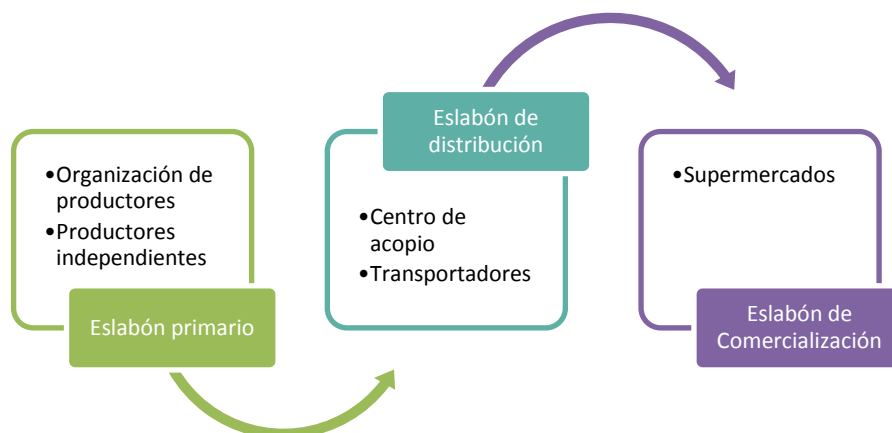 •Organización de
productores
•Productores
independientes
Eslabón primario
Eslabón de
distribución
•Centro de
acopio
•Transportadores
•Supermercados
Eslabón de
Comercialización